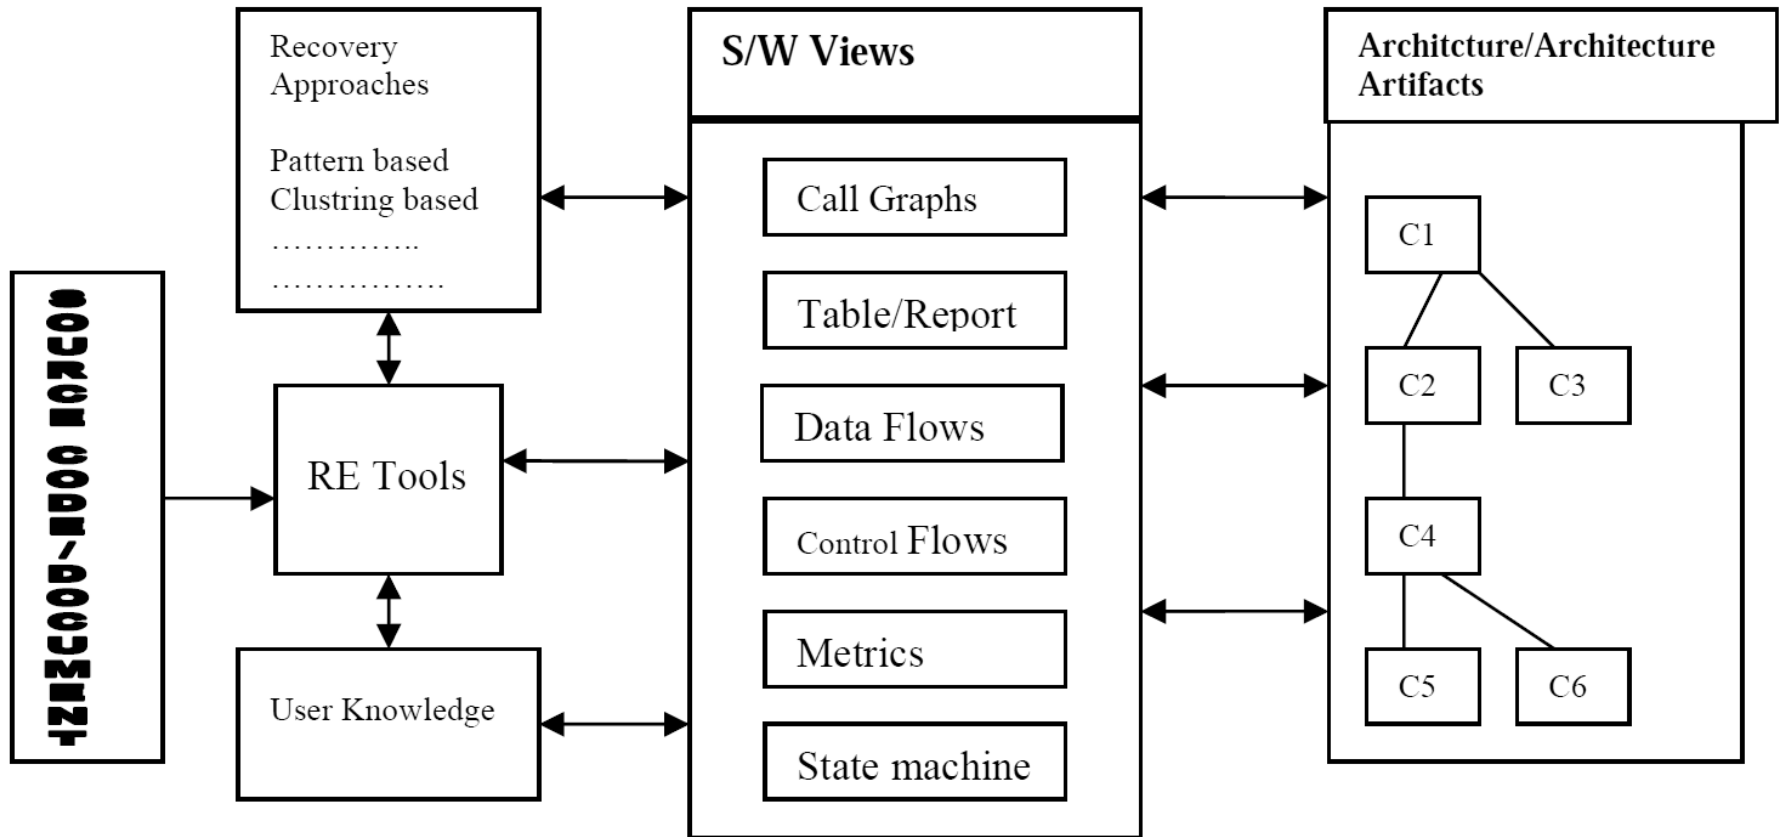 SOURCE CODE/DOCUMENT
Recovery
Approaches
Pattern based
Clustring based
…………..
…………….
RE Tools
User Knowledge
S/W Views
Call Graphs
Table/Report
Data Flows
Control Flows
Metrics
State machine
Architcture/Architecture
Artifacts
C1
C2
C3
C4
C5
C6